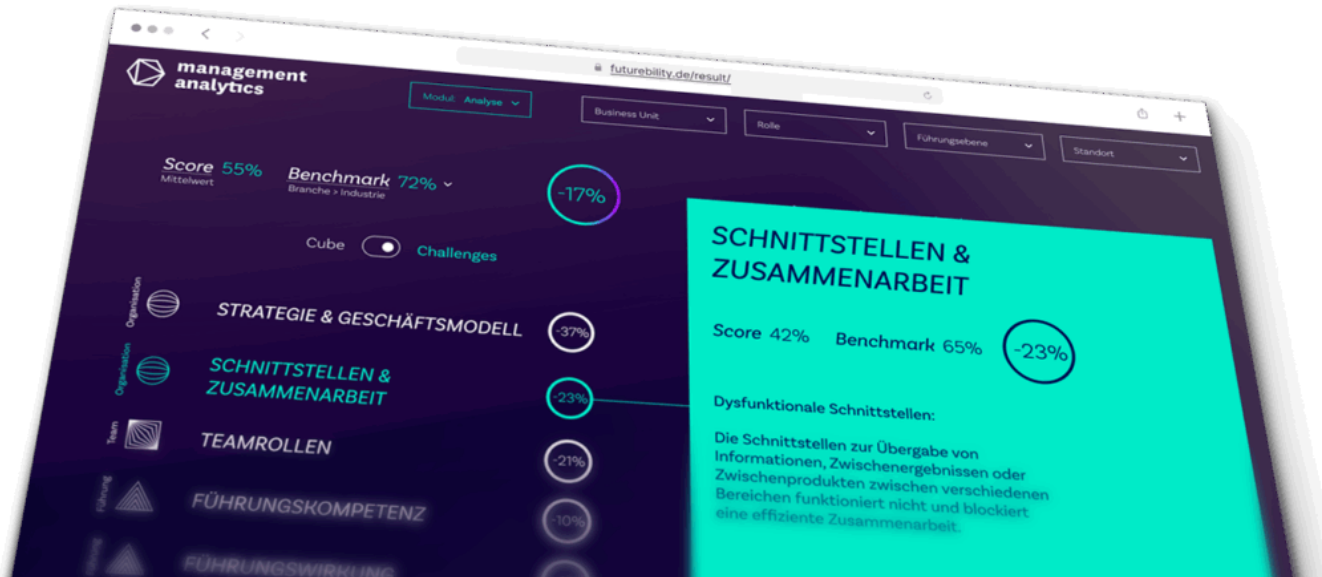 futurebility.de/result/
management
analytics
Modul: Analyse
Business Unit
Rolle
Führungsebene
Standort
Score 55%
Mittelwert
Benchmark 72%
Branche > Industrie
-17%
Cube
Challenges
Organisation
STRATEGIE & GESCHÄFTSMODELL
-37%
Organisation
SCHNITTSTELLEN &
ZUSAMMENARBEIT
-23%
Team
TEAMROLLEN
-21%
Führung
FÜHRUNGSKOMPETENZ
-10%
Führung
FÜHRUNGSWIRKUNG
SCHNITTSTELLEN &
ZUSAMMENARBEIT
Score 42%
Benchmark 65%
-23%
Dysfunktionale Schnittstellen:
Die Schnittstellen zur Übergabe von
Informationen, Zwischenergebnissen oder
Zwischenprodukten zwischen verschiedenen
Bereichen funktioniert nicht und blockiert
eine effiziente Zusammenarbeit.